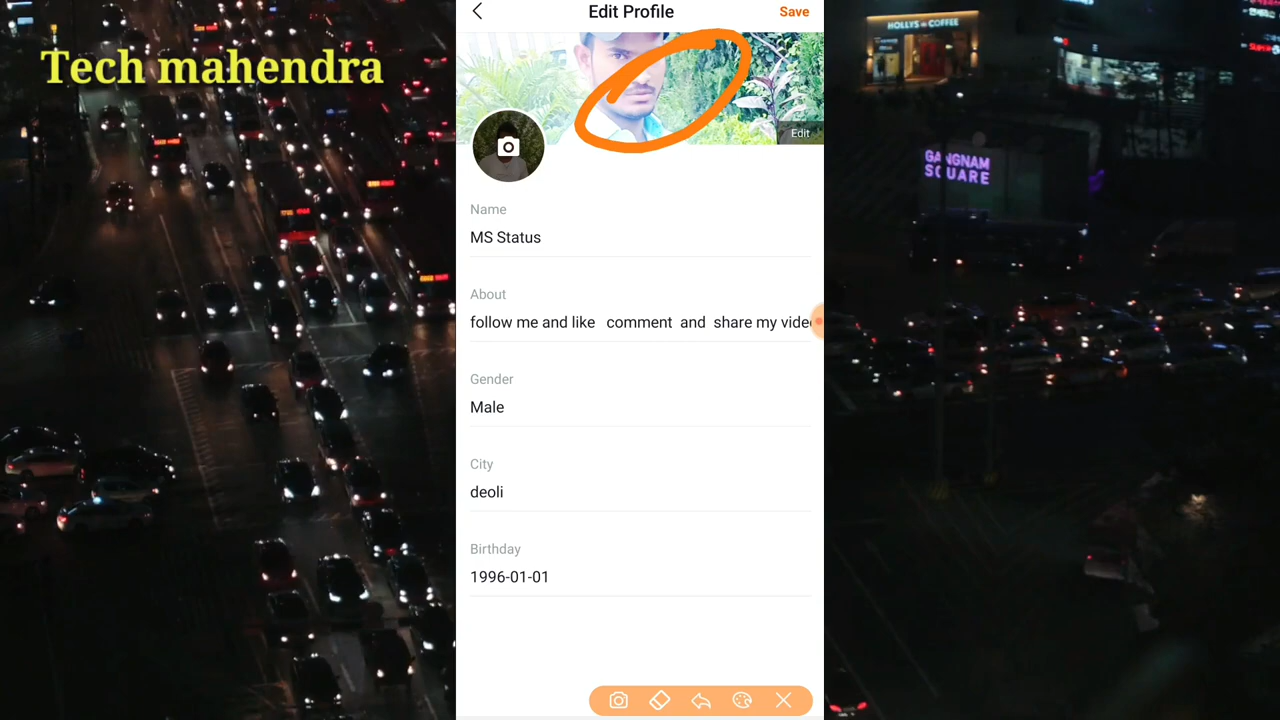 Tech mahendra
Edit Profile
Save
Edit
Name
MS Status
About
follow me and like comment and share my vide
Gender
Male
City
deoli
Birthday
1996-01-01
HOLLYS COFFEE
GANGNAM
SQUARE